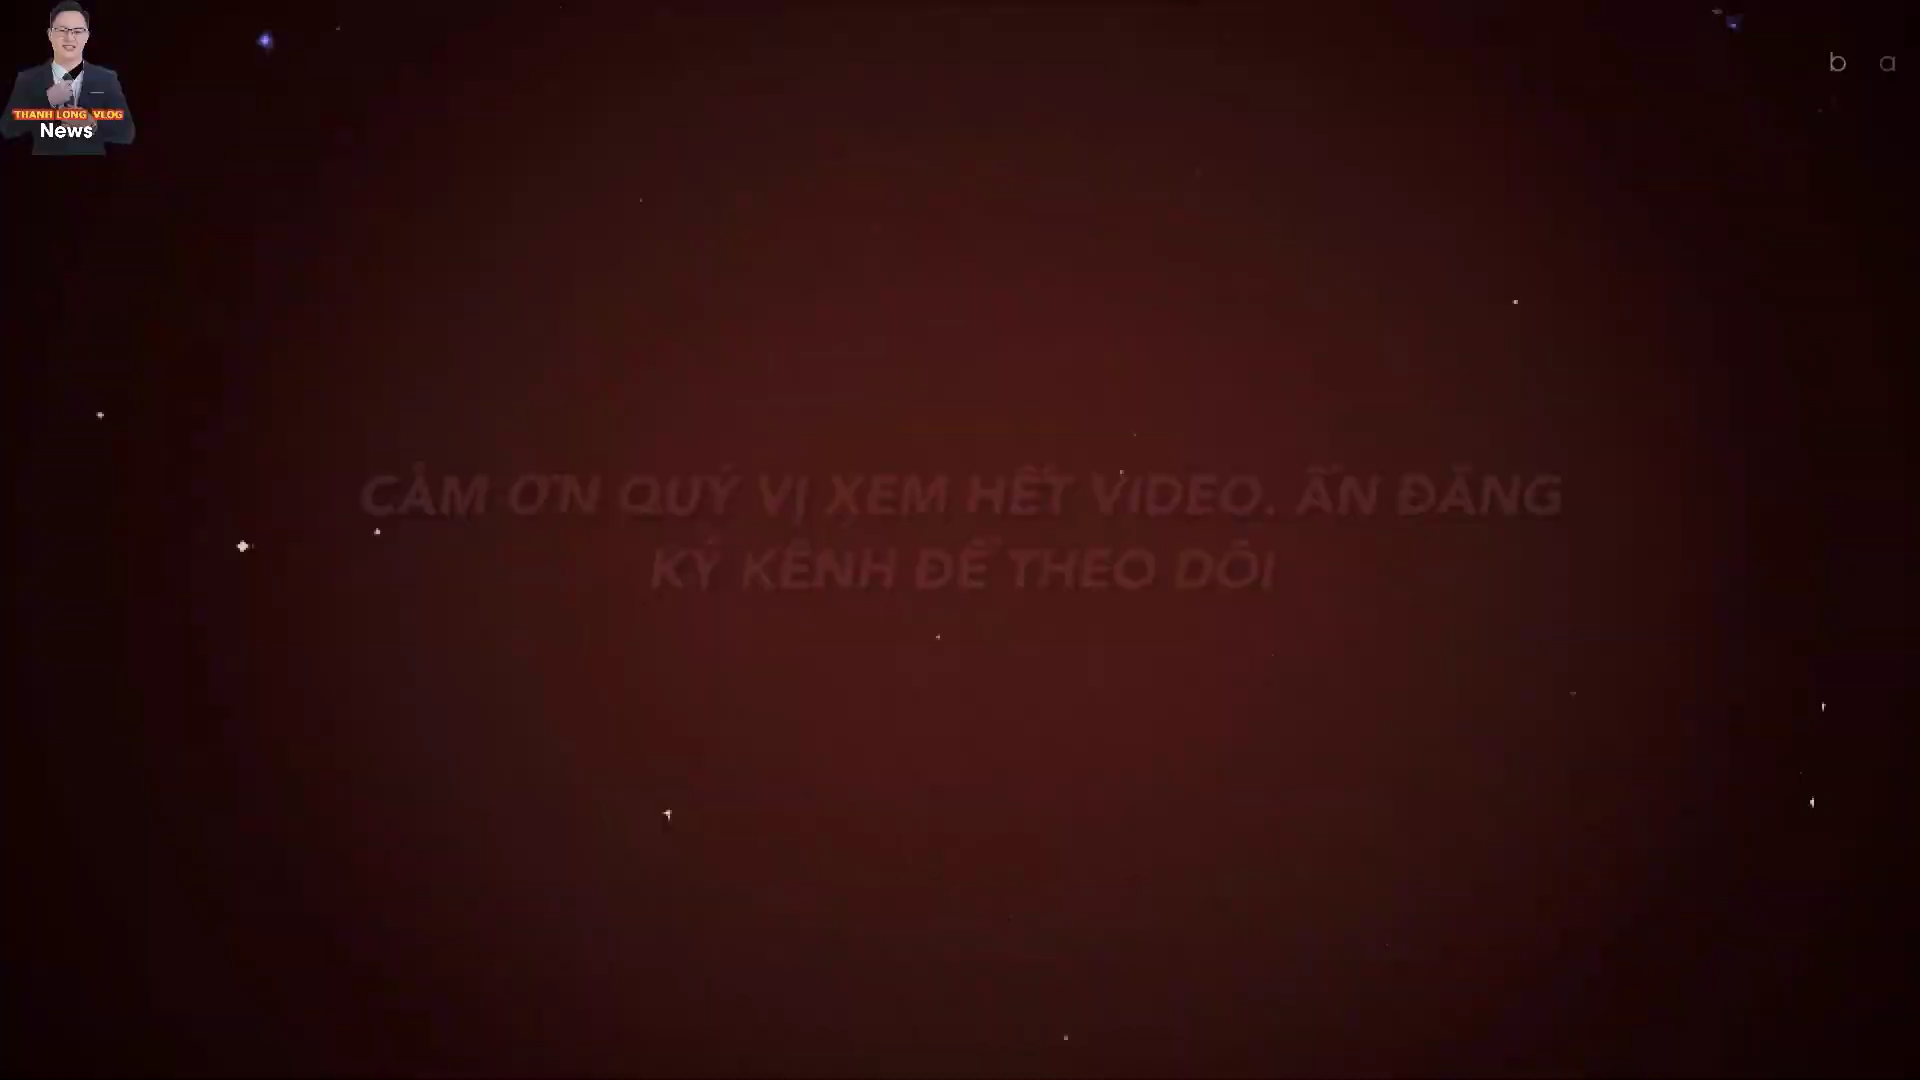 THANH LONG VLOG
News
b a
CẢM ƠN QUÝ VỊ XEM HẾT VIDEO. ẤN ĐĂNG
KÝ KÊNH ĐỂ THEO DÕI